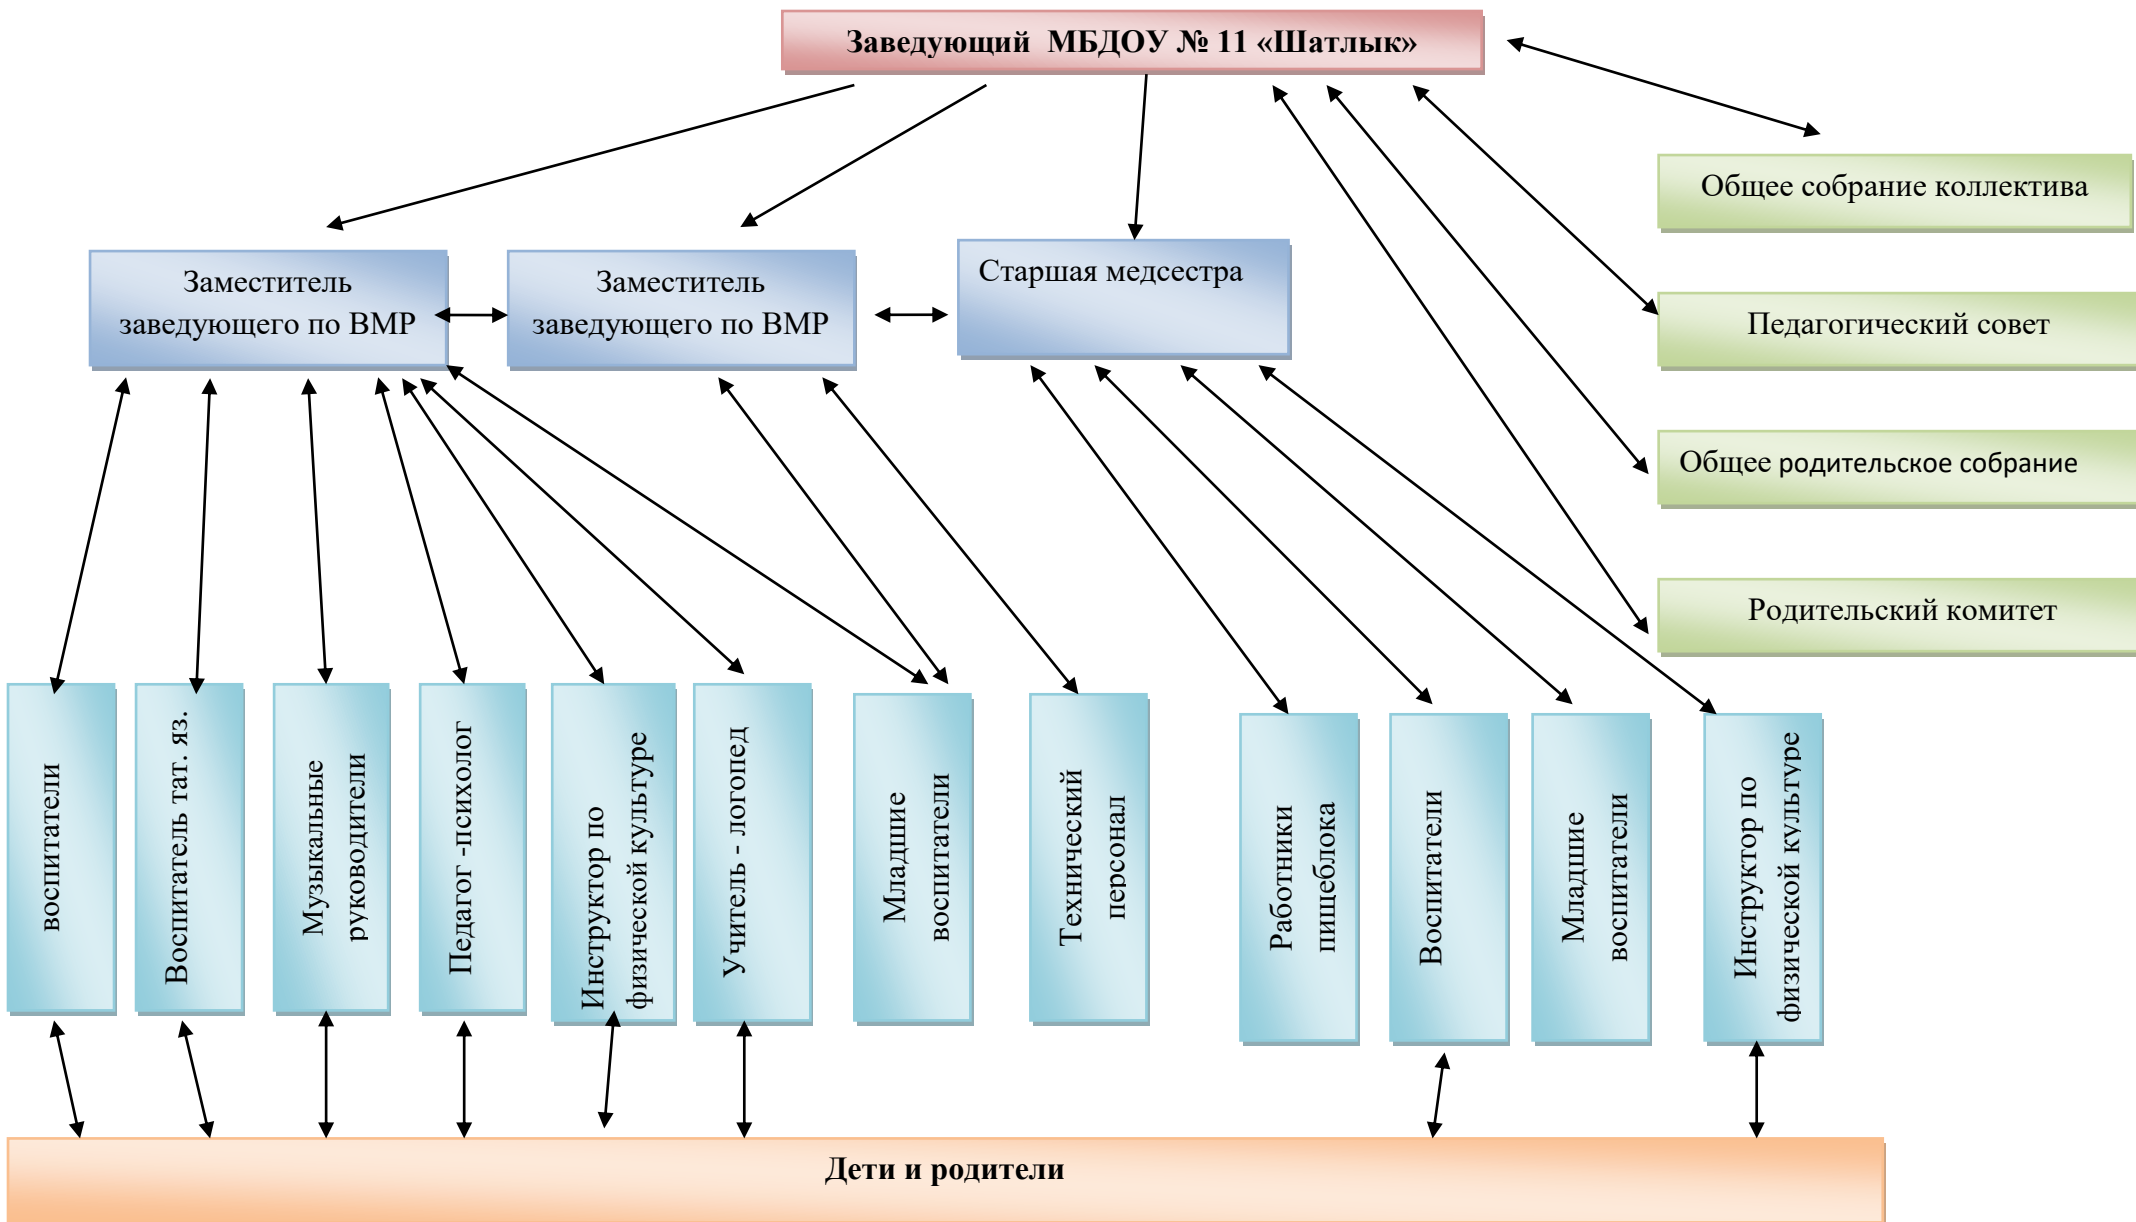 Заведующий МБДОУ № 11 «Шатлык»
Общее собрание коллектива
Заместитель
заведующего по ВМР
Заместитель
заведующего по ВМР
Старшая медсестра
Педагогический совет
Общее родительское собрание
Родительский комитет
воспитатели
Воспитатель тат. яз.
Музыкальные
руководители
Педагог -психолог
Инструктор по
физической культуре
Учитель - логопед
Младшие
воспитатели
Технический
персонал
Работники
пищеблока
Воспитатели
Младшие
воспитатели
Инструктор по
физической культуре
Дети и родители